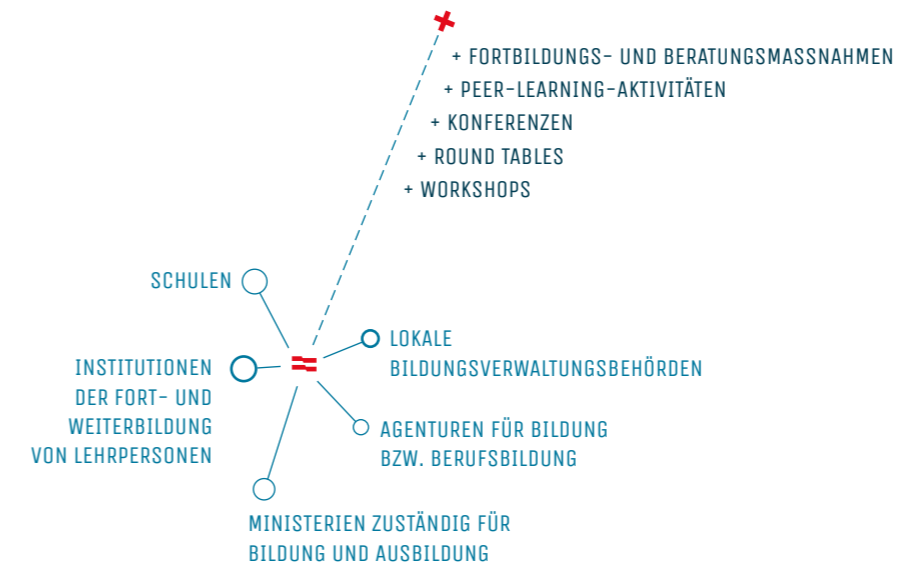 + FORTBILDUNGS- UND BERATUNGSMASSNAHMEN
+ PEER-LEARNING-AKTIVITÄTEN
+ KONFERENZEN
+ ROUND TABLES
+ WORKSHOPS
SCHULEN
LOKALE
BILDUNGSVERWALTUNGSBEHÖRDEN
INSTITUTIONEN
DER FORT- UND
WEITERBILDUNG
VON LEHRPERSONEN
AGENTUREN FÜR BILDUNG
BZW. BERUFSBILDUNG
MINISTERIEN ZUSTÄNDIG FÜR
BILDUNG UND AUSBILDUNG